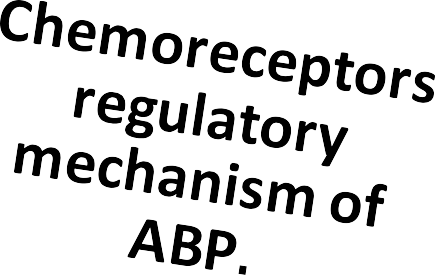 Chemoreceptors
regulatory
mechanism of
ABP.